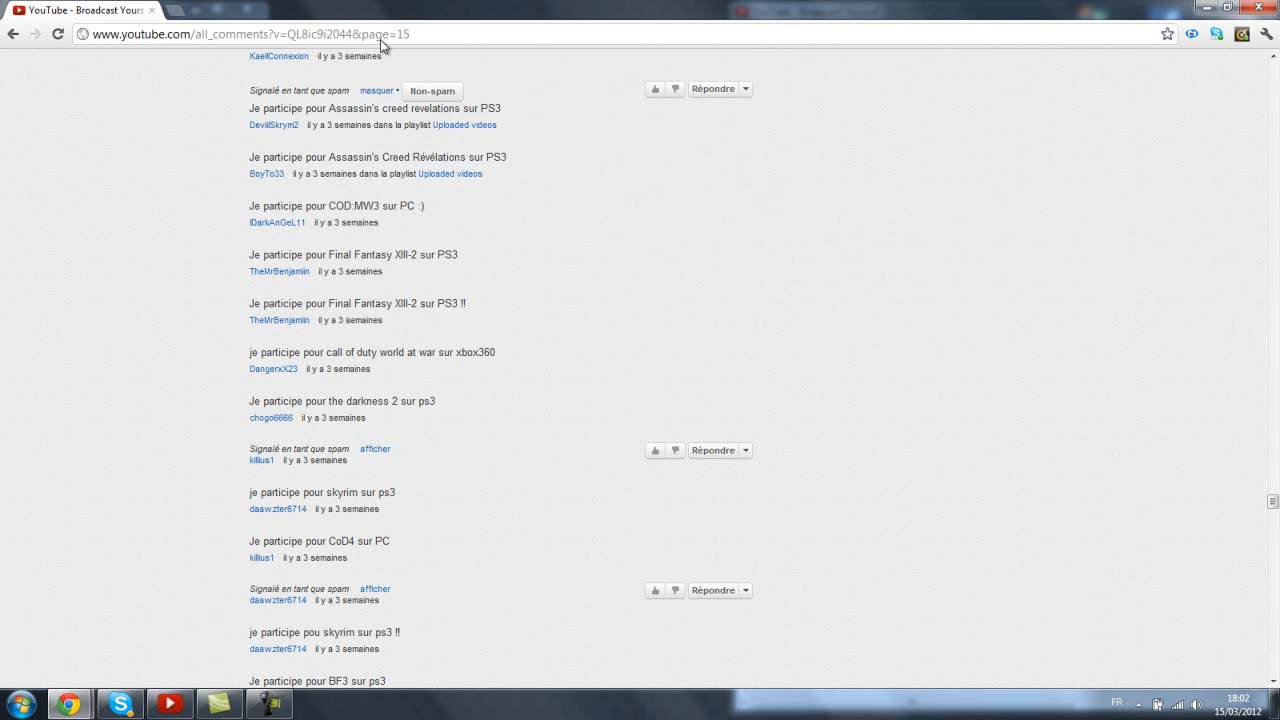 YouTube - Broadcast Yours
www.youtube.com/all_comments?v=QL8ic9i2044&page=15
KaellConnexion il y a 3 semaines
Signalé en tant que spam masquer • Non-spam Répondre
Je participe pour Assassin's creed revelations sur PS3
DevillSkrym2 il y a 3 semaines dans la playlist Uploaded videos
Je participe pour Assassin's Creed Révélations sur PS3
BoyTo33 il y a 3 semaines dans la playlist Uploaded videos
Je participe pour COD:MW3 sur PC :)
IDarkAnGeL11 il y a 3 semaines
Je participe pour Final Fantasy XIII-2 sur PS3
TheMrBenjamiin il y a 3 semaines
Je participe pour Final Fantasy XIII-2 sur PS3 !!
TheMrBenjamiin il y a 3 semaines
je participe pour call of duty world at war sur xbox360
DangerxX23 il y a 3 semaines
Je participe pour the darkness 2 sur ps3
chogo6666 il y a 3 semaines
Signalé en tant que spam afficher Répondre
killius1 il y a 3 semaines
je participe pour skyrim sur ps3
daawzter6714 il y a 3 semaines
Je participe pour CoD4 sur PC
killius1 il y a 3 semaines
Signalé en tant que spam afficher Répondre
daawzter6714 il y a 3 semaines
je participe pou skyrim sur ps3 !!
daawzter6714 il y a 3 semaines
Je participe pour BF3 sur ps3
FR
18:02
15/03/2012